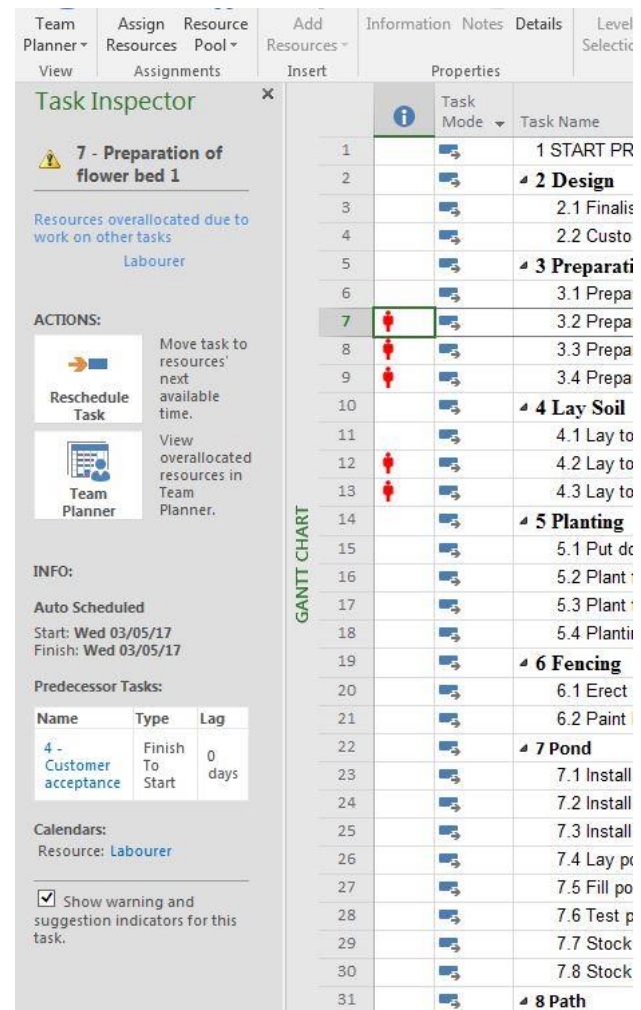 Team Assign Resource Add Information Notes Details Level
Planner Resources Pool Resources Selectio
View Assignments Insert Properties
Task Inspector
7 - Preparation of
flower bed 1
Resources overallocated due to
work on other tasks
Labourer
ACTIONS:
Reschedule
Task
Move task to
resources'
next
available
time.
Team
Planner
View
overallocated
resources in
Team
Planner.
INFO:
Auto Scheduled
Start: Wed 03/05/17
Finish: Wed 03/05/17
Predecessor Tasks:
Name Type Lag
4 -
Customer
acceptance
Finish
To
Start
0
days
Calendars:
Resource: Labourer
Show warning and
suggestion indicators for this
task.
GANTT CHART
Task
Mode
Task Name
1 1 START PR
2 2 Design
3 2.1 Finalis
4 2.2 Custo
5 3 Preparati
6 3.1 Prepar
7 3.2 Prepar
8 3.3 Prepar
9 3.4 Prepar
10 4 Lay Soil
11 4.1 Lay to
12 4.2 Lay to
13 4.3 Lay to
14 5 Planting
15 5.1 Put do
16 5.2 Plant
17 5.3 Plant
18 5.4 Plantin
19 6 Fencing
20 6.1 Erect
21 6.2 Paint
22 7 Pond
23 7.1 Install
24 7.2 Install
25 7.3 Install
26 7.4 Lay po
27 7.5 Fill po
28 7.6 Test p
29 7.7 Stock
30 7.8 Stock
31 8 Path